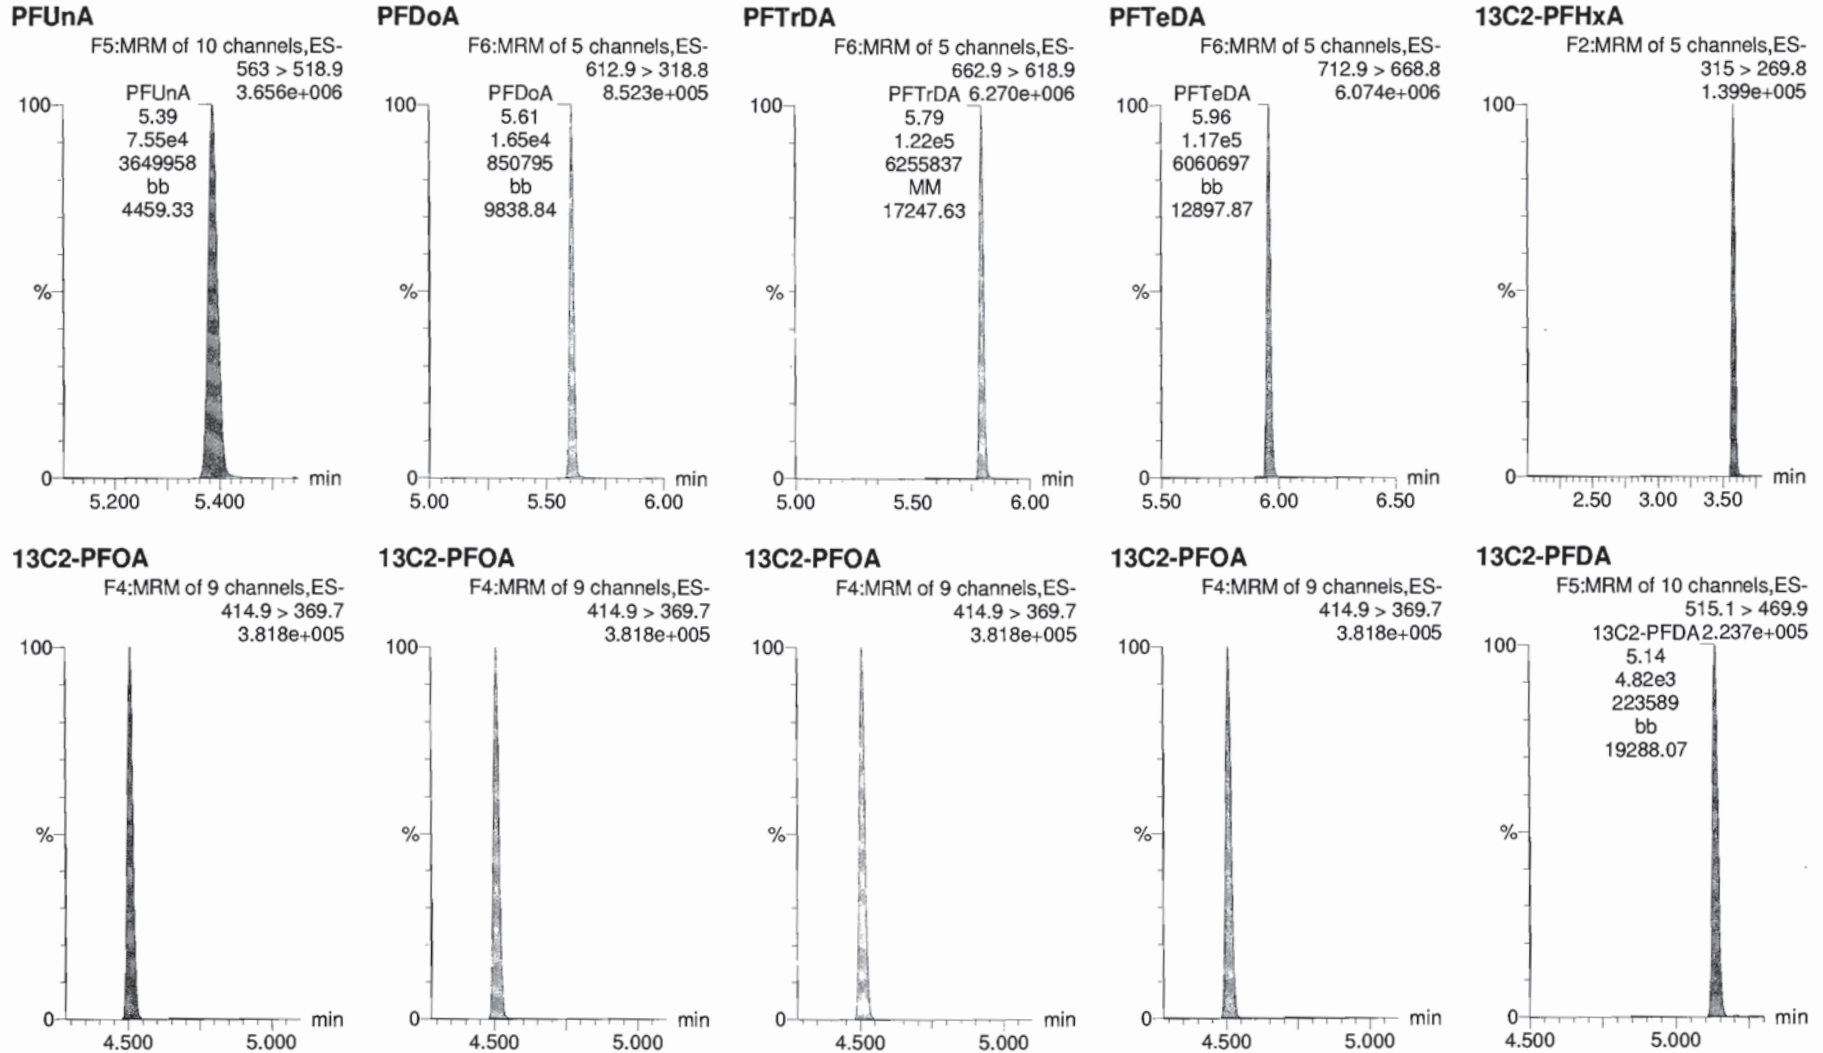 PFUnA
F5:MRM of 10 channels,ES-
563 > 518.9
3.656e+006
PFUnA
5.39
7.55e4
3649958
bb
4459.33
100
%
0
5.200
5.400
min
PFDoA
F6:MRM of 5 channels,ES-
612.9 > 318.8
8.523e+005
PFDoA
5.61
1.65e4
850795
bb
9838.84
100
%
0
5.00
5.50
6.00
min
PFTrDA
F6:MRM of 5 channels,ES-
662.9 > 618.9
PFTrDA 6.270e+006
5.79
1.22e5
6255837
MM
17247.63
100
%
0
5.00
5.50
6.00
min
PFTeDA
F6:MRM of 5 channels,ES-
712.9 > 668.8
6.074e+006
PFTeDA
5.96
1.17e5
6060697
bb
12897.87
100
%
0
5.50
6.00
6.50
min
13C2-PFHxA
F2:MRM of 5 channels,ES-
315 > 269.8
1.399e+005
100
%
0
2.50
3.00
3.50
min
13C2-PFOA
F4:MRM of 9 channels,ES-
414.9 > 369.7
3.818e+005
100
%
0
4.500
5.000
min
13C2-PFOA
F4:MRM of 9 channels,ES-
414.9 > 369.7
3.818e+005
100
%
0
4.500
5.000
min
13C2-PFOA
F4:MRM of 9 channels,ES-
414.9 > 369.7
3.818e+005
100
%
0
4.500
5.000
min
13C2-PFOA
F4:MRM of 9 channels,ES-
414.9 > 369.7
3.818e+005
100
%
0
4.500
5.000
min
13C2-PFDA
F5:MRM of 10 channels,ES-
515.1 > 469.9
13C2-PFDA 2.237e+005
5.14
4.82e3
223589
bb
19288.07
100
%
0
4.500
5.000
min